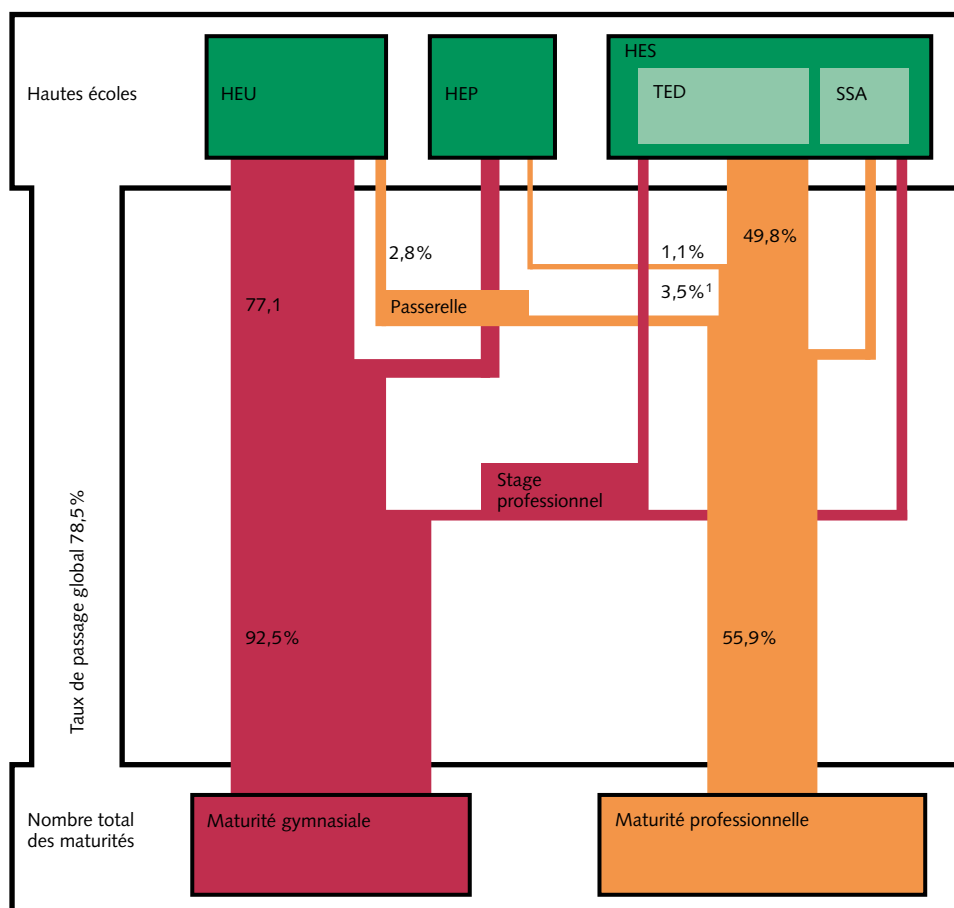 HES
Hautes écoles
HEU
HEP
TED
SSA
49,8%
2,8%
1,1%
3,5%¹
77,1
Passerelle
Stage
professionnel
Taux de passage global 78,5%
92,5%
55,9%
Nombre total
des maturités
Maturité gymnasiale
Maturité professionnelle